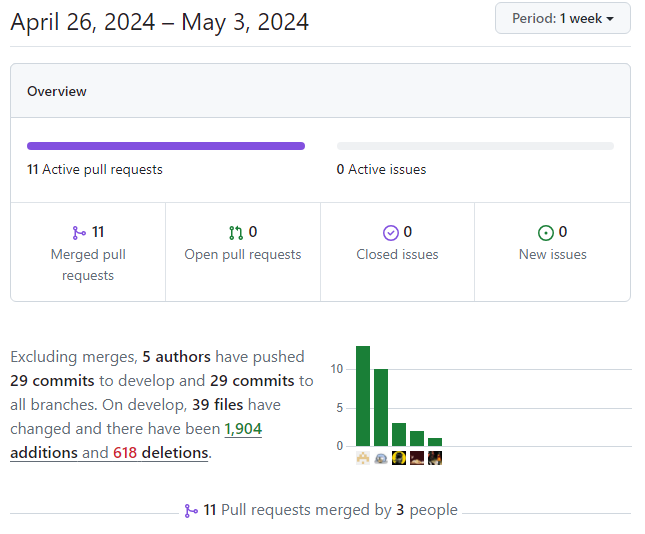 April 26, 2024 – May 3, 2024
Period: 1 week
Overview
11 Active pull requests
0 Active issues
11
Merged pull
requests
0
Open pull requests
0
Closed issues
0
New issues
Excluding merges, 5 authors have pushed
29 commits to develop and 29 commits to
all branches. On develop, 39 files have
changed and there have been 1,904
additions and 618 deletions.
10
5
0
11 Pull requests merged by 3 people